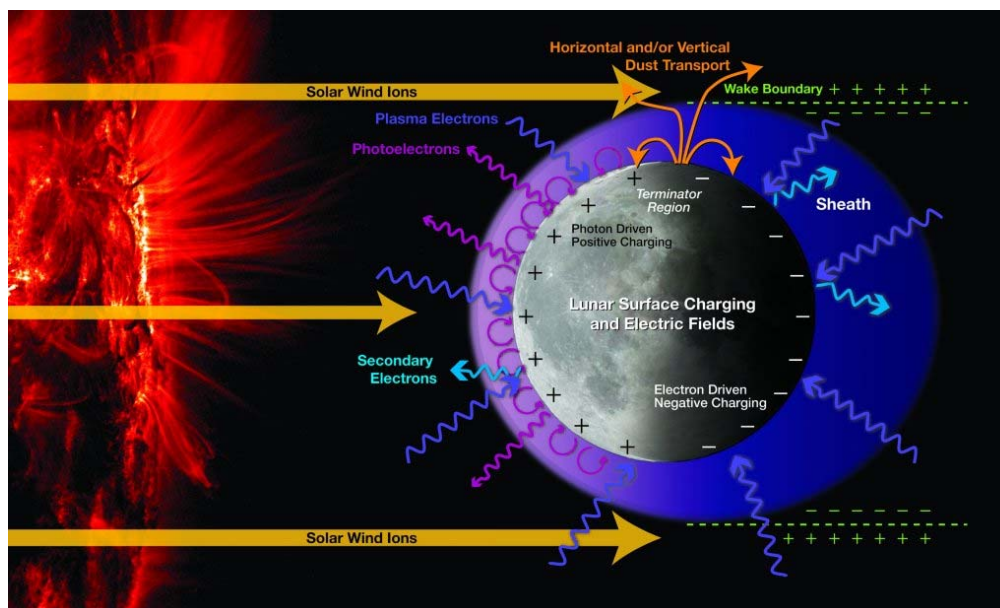 Horizontal and/or Vertical
Dust Transport
Wake Boundary + + + + +
– – – – –
Solar Wind Ions
Plasma Electrons
Photoelectrons
Terminator
Region
Sheath
Photon Driven
Positive Charging
Lunar Surface Charging
and Electric Fields
Secondary
Electrons
Electron Driven
Negative Charging
– – – – – –
+ + + + + +
Solar Wind Ions